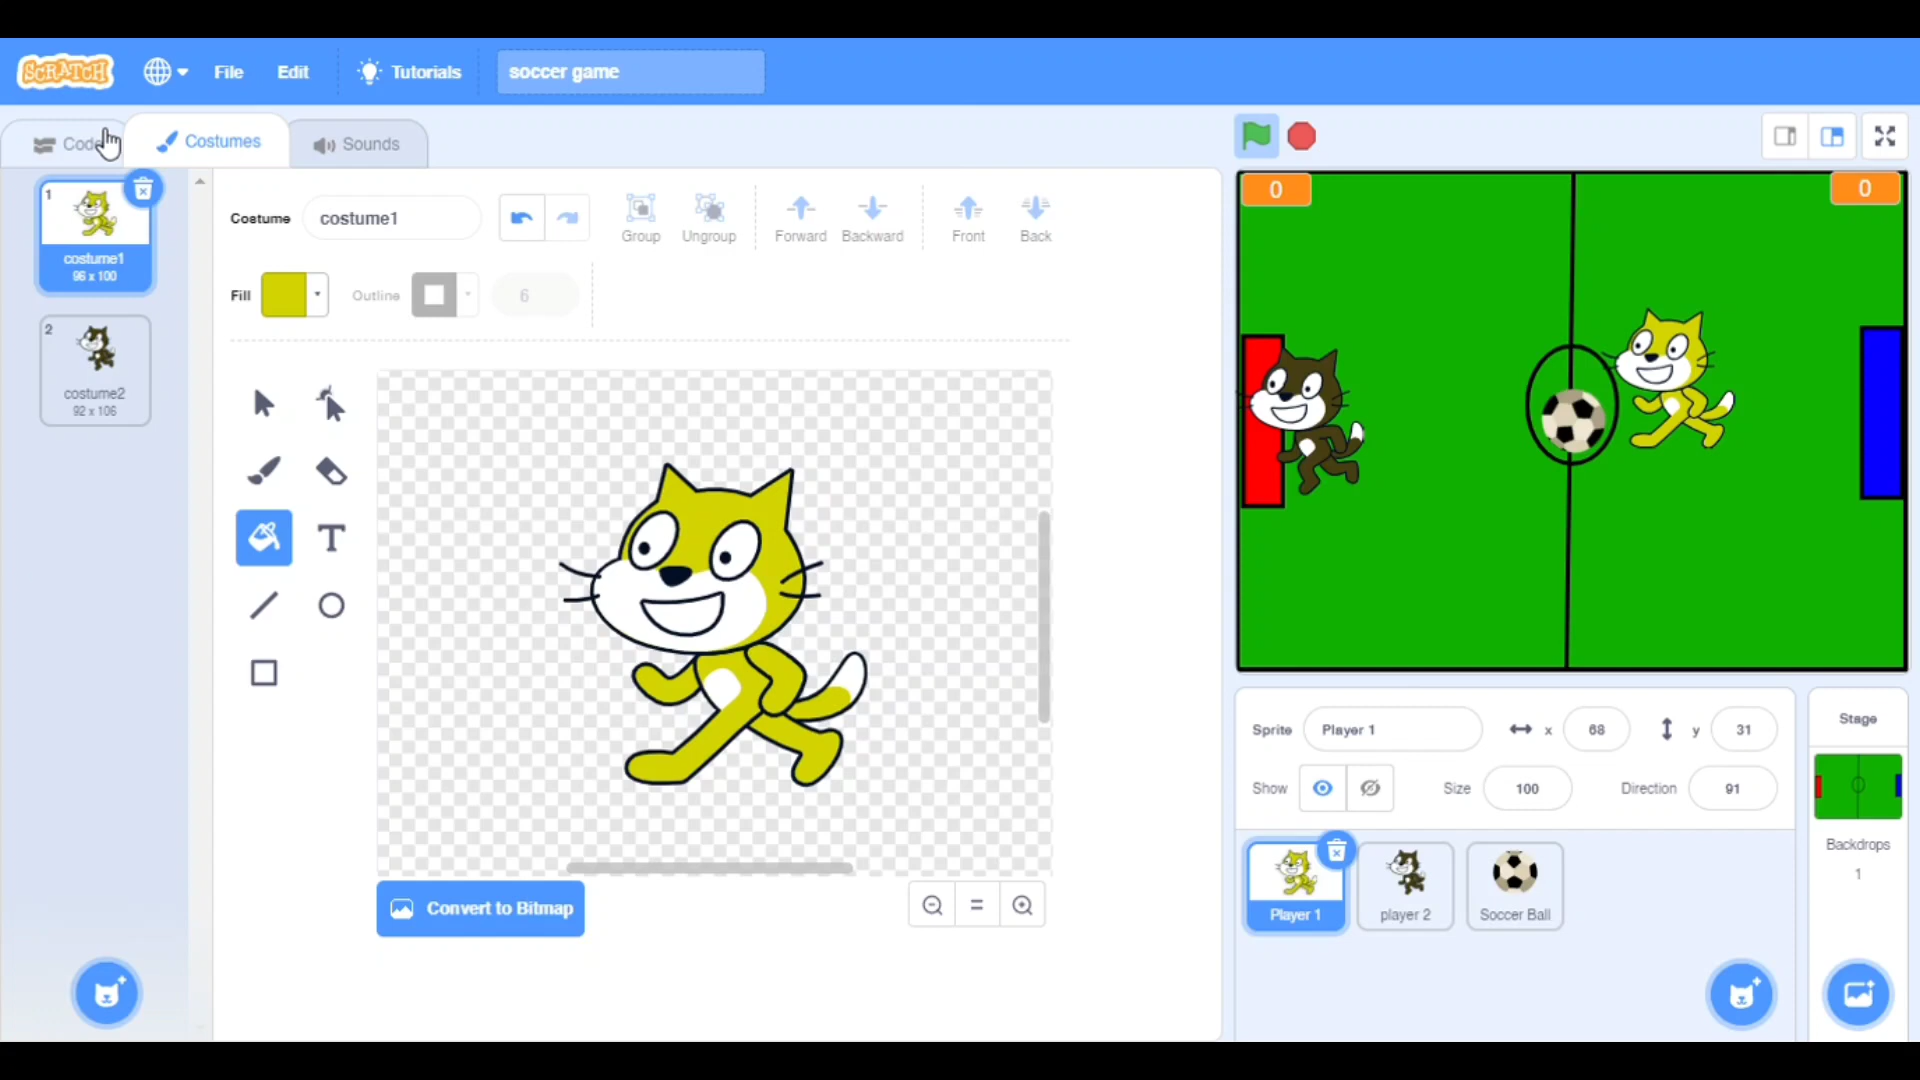 SCRATCH
File
Edit
Tutorials
soccer game
Code
Costumes
Sounds
1
costume1
96 x 100
2
costume2
92 x 106
Costume
costume1
Group
Ungroup
Forward
Backward
Front
Back
Fill
Outline
6
T
Convert to Bitmap
0
0
Sprite
Player 1
x
68
y
31
Show
Size
100
Direction
91
Player 1
player 2
Soccer Ball
Stage
Backdrops
1